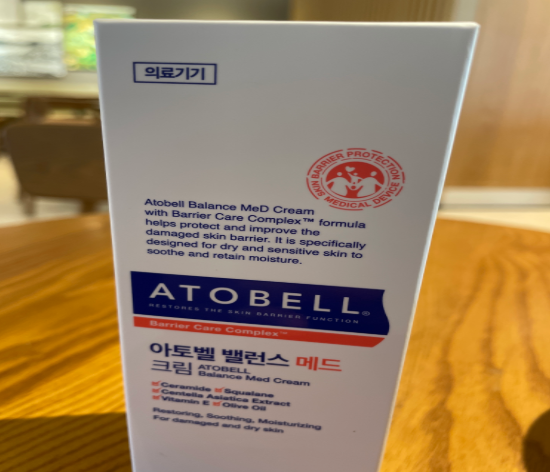 의료기기
SKIN BARRIER PROTECTION
MEDICAL DEVICE
Atobell Balance MeD Cream
with Barrier Care Complex™ formula
helps protect and improve the
damaged skin barrier. It is specifically
designed for dry and sensitive skin to
soothe and retain moisture.
ATOBELL®
RESTORES THE SKIN BARRIER FUNCTION
Barrier Care Complex™
아토벨 밸런스 메드
크림 ATOBELL
Balance Med Cream
Ceramide Squalane
Centella Asiatica Extract
Vitamin E Olive Oil
Restoring, Soothing, Moisturizing
For damaged and dry skin